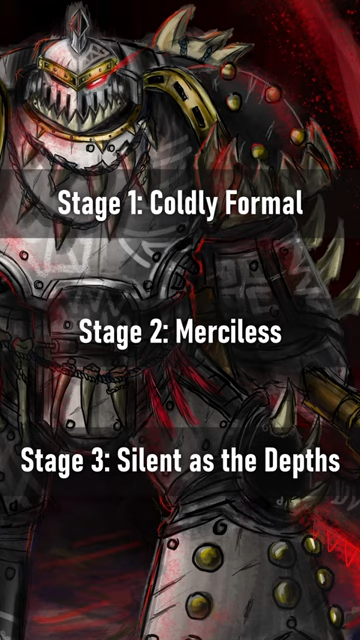 Stage 1: Coldly Formal
Stage 2: Merciless
Stage 3: Silent as the Depths